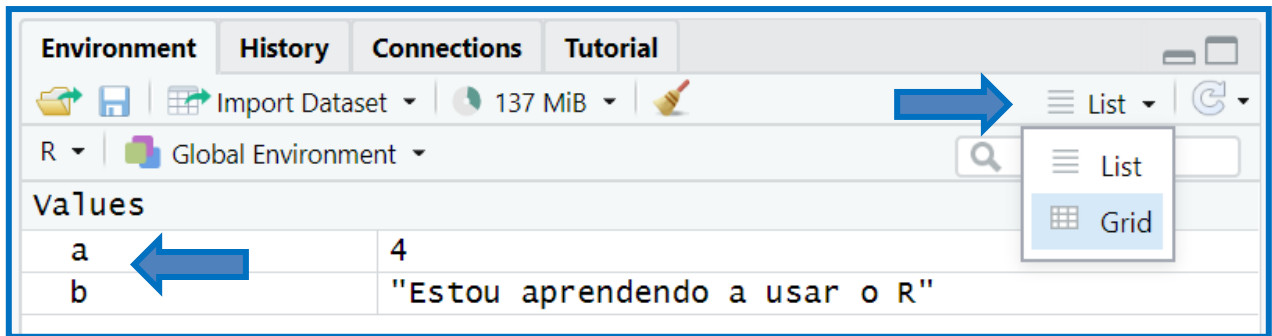 Environment History Connections Tutorial
Import Dataset 137 MiB List
R Global Environment
List
Grid
Values
a 4
b "Estou aprendendo a usar o R"